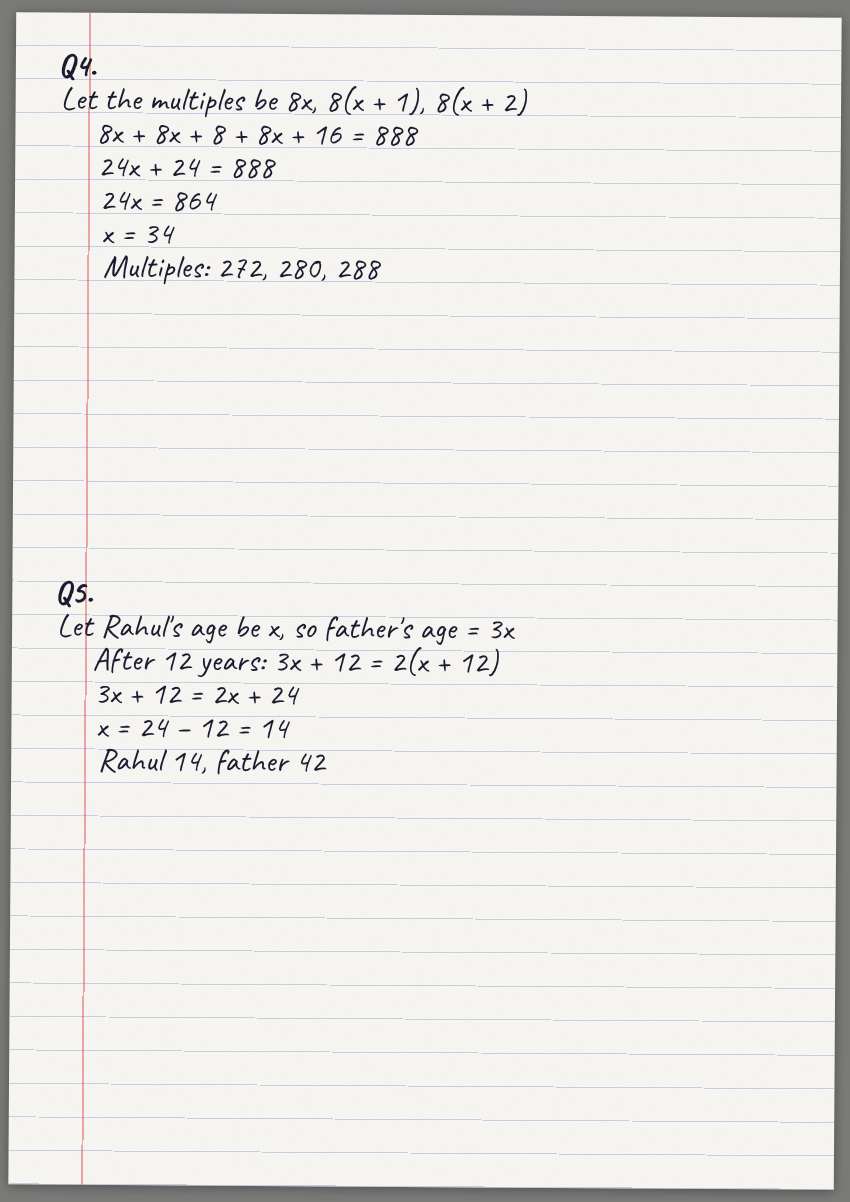 Q4.
Let the multiples be 8x, 8(x + 1), 8(x + 2)
8x + 8x + 8 + 8x + 16 = 888
24x + 24 = 888
24x = 864
x = 34
Multiples: 272, 280, 288
Q5.
Let Rahul's age be x, so father's age = 3x
After 12 years: 3x + 12 = 2(x + 12)
3x + 12 = 2x + 24
x = 24 – 12 = 14
Rahul 14, father 42